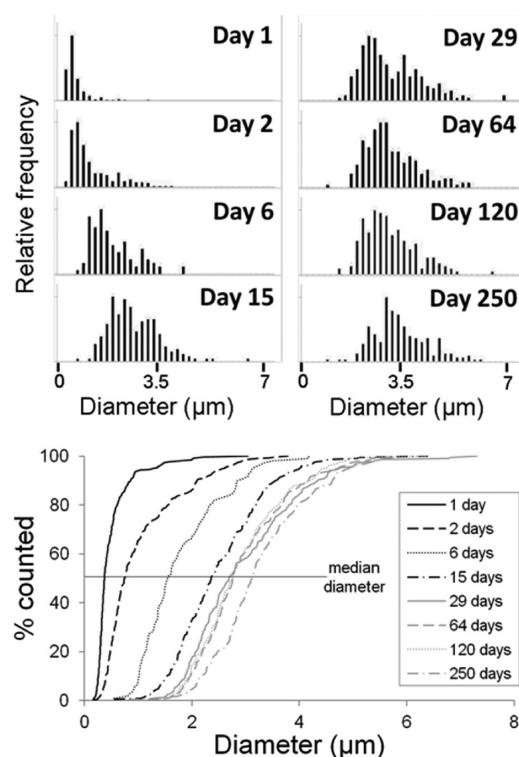 Day 1
Day 2
Day 6
Day 15
Day 29
Day 64
Day 120
Day 250
Relative frequency
0 3.5 7
0 3.5 7
Diameter (µm)
Diameter (µm)
100
80
60
40
20
0
% counted
median
diameter
1 day
2 days
6 days
15 days
29 days
64 days
120 days
250 days
0 2 4 6 8
Diameter (µm)